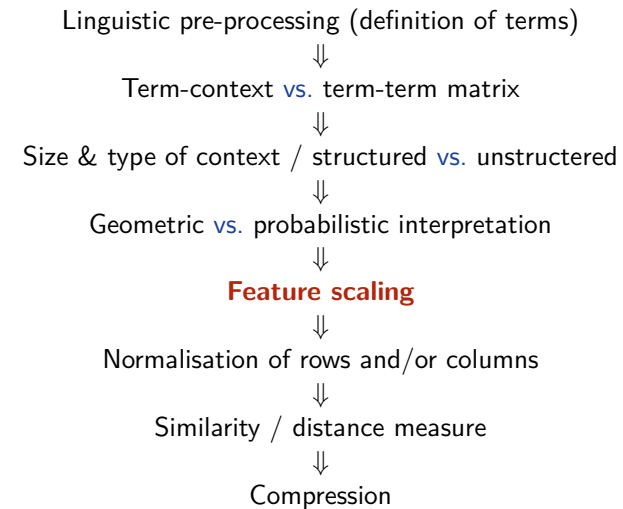 Linguistic pre-processing (definition of terms)
⇓
Term-context vs. term-term matrix
⇓
Size & type of context / structured vs. unstructered
⇓
Geometric vs. probabilistic interpretation
⇓
Feature scaling
⇓
Normalisation of rows and/or columns
⇓
Similarity / distance measure
⇓
Compression